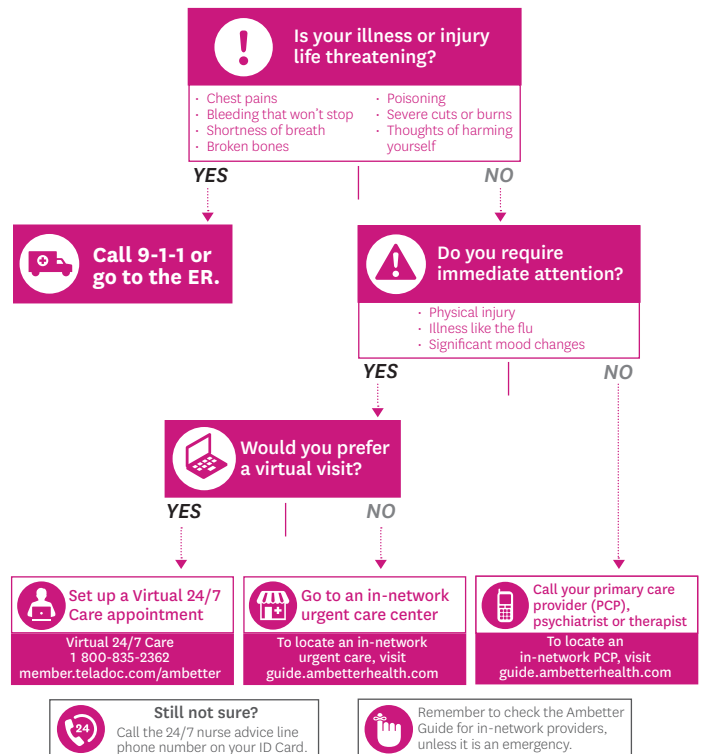 Is your illness or injury
life threatening?
· Chest pains
· Bleeding that won't stop
· Shortness of breath
· Broken bones
· Poisoning
· Severe cuts or burns
· Thoughts of harming
yourself
YES
NO
Call 9-1-1 or
go to the ER.
Do you require
immediate attention?
· Physical injury
· Illness like the flu
· Significant mood changes
YES
NO
Would you prefer
a virtual visit?
YES
NO
Set up a Virtual 24/7
Care appointment
Virtual 24/7 Care
1 800-835-2362
member.teladoc.com/ambetter
Go to an in-network
urgent care center
To locate an in-network
urgent care, visit
guide.ambetterhealth.com
Call your primary care
provider (PCP),
psychiatrist or therapist
To locate an
in-network PCP, visit
guide.ambetterhealth.com
24
Still not sure?
Call the 24/7 nurse advice line
phone number on your ID Card.
Remember to check the Ambetter
Guide for in-network providers,
unless it is an emergency.